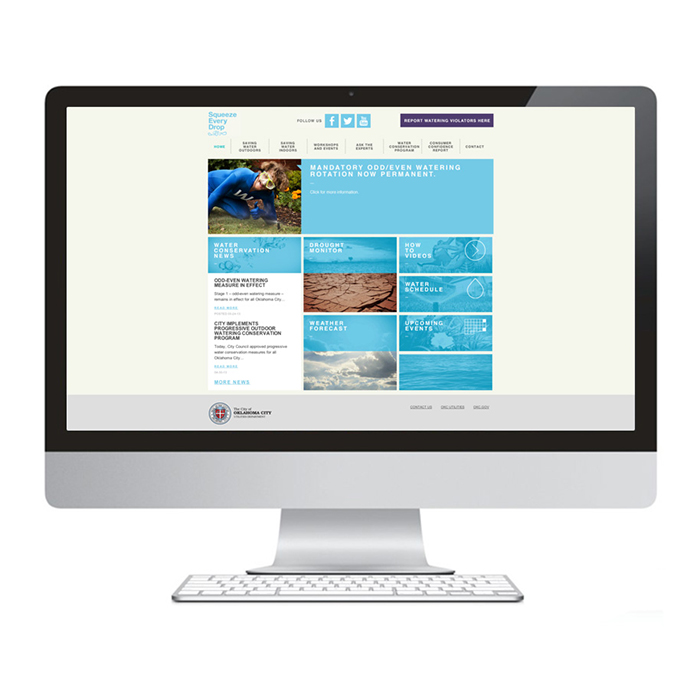 Squeeze
Every
Drop
FOLLOW US
You
REPORT WATERING VIOLATORS HERE
HOME
SAVING
WATER
OUTDOORS
SAVING
WATER
INDOORS
WORKSHOPS
AND EVENTS
ASK THE
EXPERTS
WATER
CONSERVATION
PROGRAM
CONSUMER
CONFIDENCE
REPORT
CONTACT
MANDATORY ODD/EVEN WATERING
ROTATION NOW PERMANENT.
Click for more information.
WATER
CONSERVATION
NEWS
ODD-EVEN WATERING
MEASURE IN EFFECT
Stage 1 – odd/even watering measure –
remains in effect for all Oklahoma City...
READ MORE
CITY IMPLEMENTS
PROGRESSIVE OUTDOOR
WATERING CONSERVATION
PROGRAM
Today, City Council approved progressive
water conservation measures for all
Oklahoma City...
READ MORE
MORE NEWS
DROUGHT
MONITOR
WEATHER
FORECAST
HOW
TO
VIDEOS
WATER
SCHEDULE
UPCOMING
EVENTS
The City of
OKLAHOMA CITY
CONTACT US
OKC UTILITIES
OKC.GOV